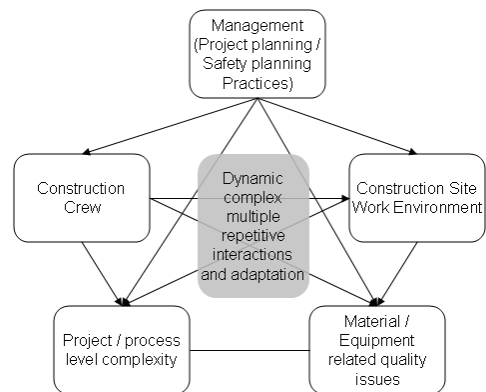 Management
(Project planning /
Safety planning
Practices)
Construction
Crew
Dynamic
complex
multiple
repetitive
interactions
and adaptation
Construction Site
Work Environment
Project / process
level complexity
Material /
Equipment
related quality
issues